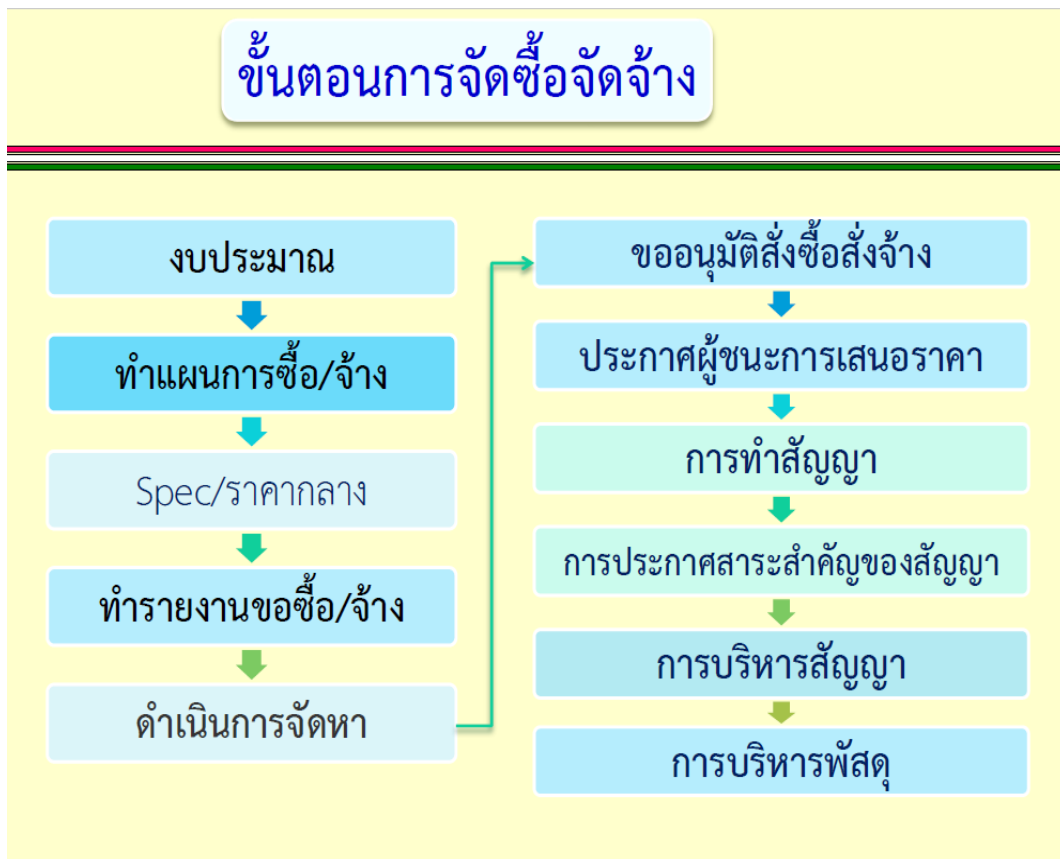 ขั้นตอนการจัดซื้อจัดจ้าง
งบประมาณ
ทำแผนการซื้อ/จ้าง
Spec/ราคากลาง
ทำรายงานขอซื้อ/จ้าง
ดำเนินการจัดหา
ขออนุมัติสั่งซื้อสั่งจ้าง
ประกาศผู้ชนะการเสนอราคา
การทำสัญญา
การประกาศสาระสำคัญของสัญญา
การบริหารสัญญา
การบริหารพัสดุ